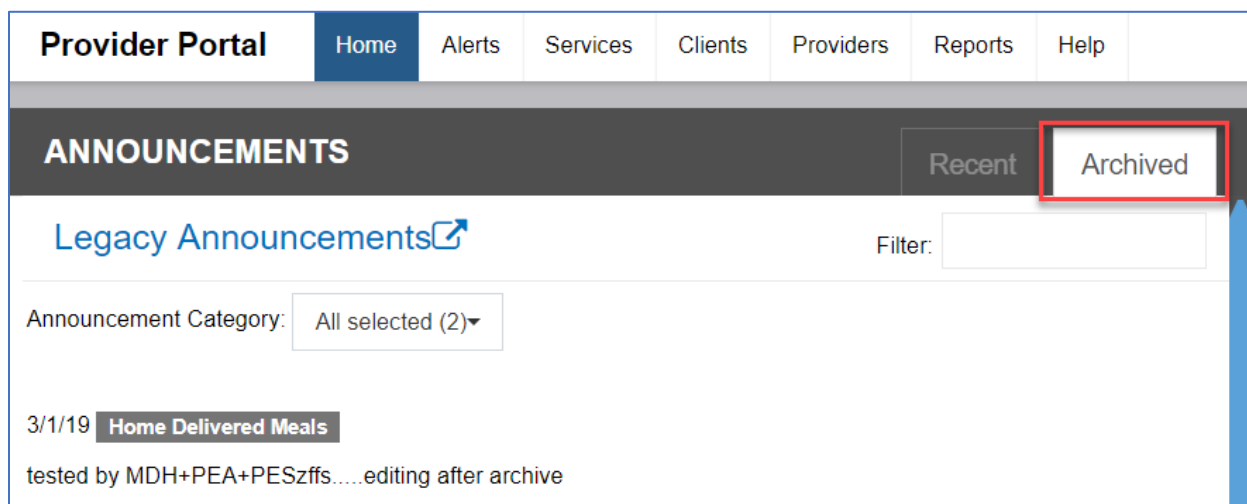 Provider Portal Home Alerts Services Clients Providers Reports Help
ANNOUNCEMENTS Recent Archived
Legacy Announcements Filter:
Announcement Category: All selected (2)
3/1/19 Home Delivered Meals
tested by MDH+PEA+PESzffs.....editing after archive